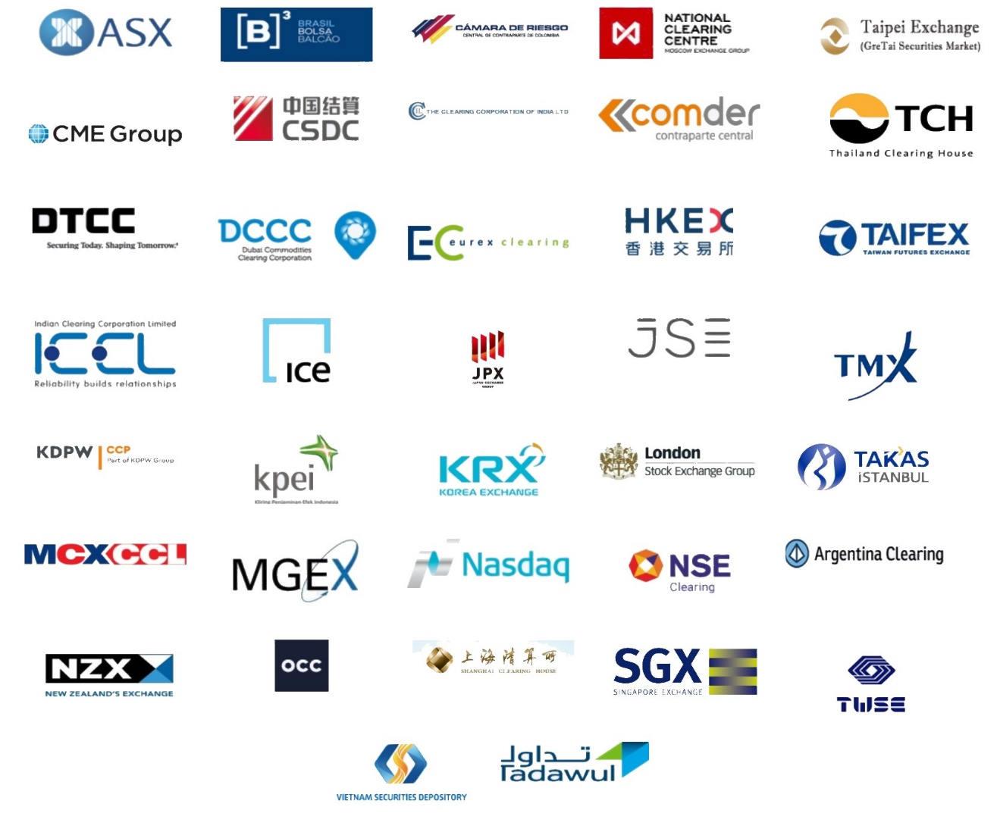 ASX
[B]³ BRASIL
BOLSA
BALCÃO
CÁMARA DE RIESGO
CENTRAL DE CONTRAPARTE DE COLOMBIA
NATIONAL
CLEARING
CENTRE
MOSCOW EXCHANGE GROUP
Taipei Exchange
(GreTai Securities Market)
CME Group
中国结算
CSDC
THE CLEARING CORPORATION OF INDIA LTD
comder
contraparte central
TCH
Thailand Clearing House
DTCC
Securing Today. Shaping Tomorrow.®
DCCC
Dubai Commodities
Clearing Corporation
EC eurex clearing
HKEX
香港交易所
TAIFEX
TAIWAN FUTURES EXCHANGE
Indian Clearing Corporation Limited
ICCL
Reliability builds relationships
ice
JPX
JAPAN EXCHANGE
GROUP
JSE
TMX
KDPW CCP
Part of KDPW Group
kpei
Kliring Penjaminan Efek Indonesia
KRX
KOREA EXCHANGE
London
Stock Exchange Group
TAKAS
İSTANBUL
MCXCCL
MGEX
Nasdaq
NSE
Clearing
Argentina Clearing
NZX
NEW ZEALAND'S EXCHANGE
OCC
上海清算所
SHANGHAI CLEARING HOUSE
SGX
SINGAPORE EXCHANGE
TWSE
VIETNAM SECURITIES DEPOSITORY
تداول
Tadawul